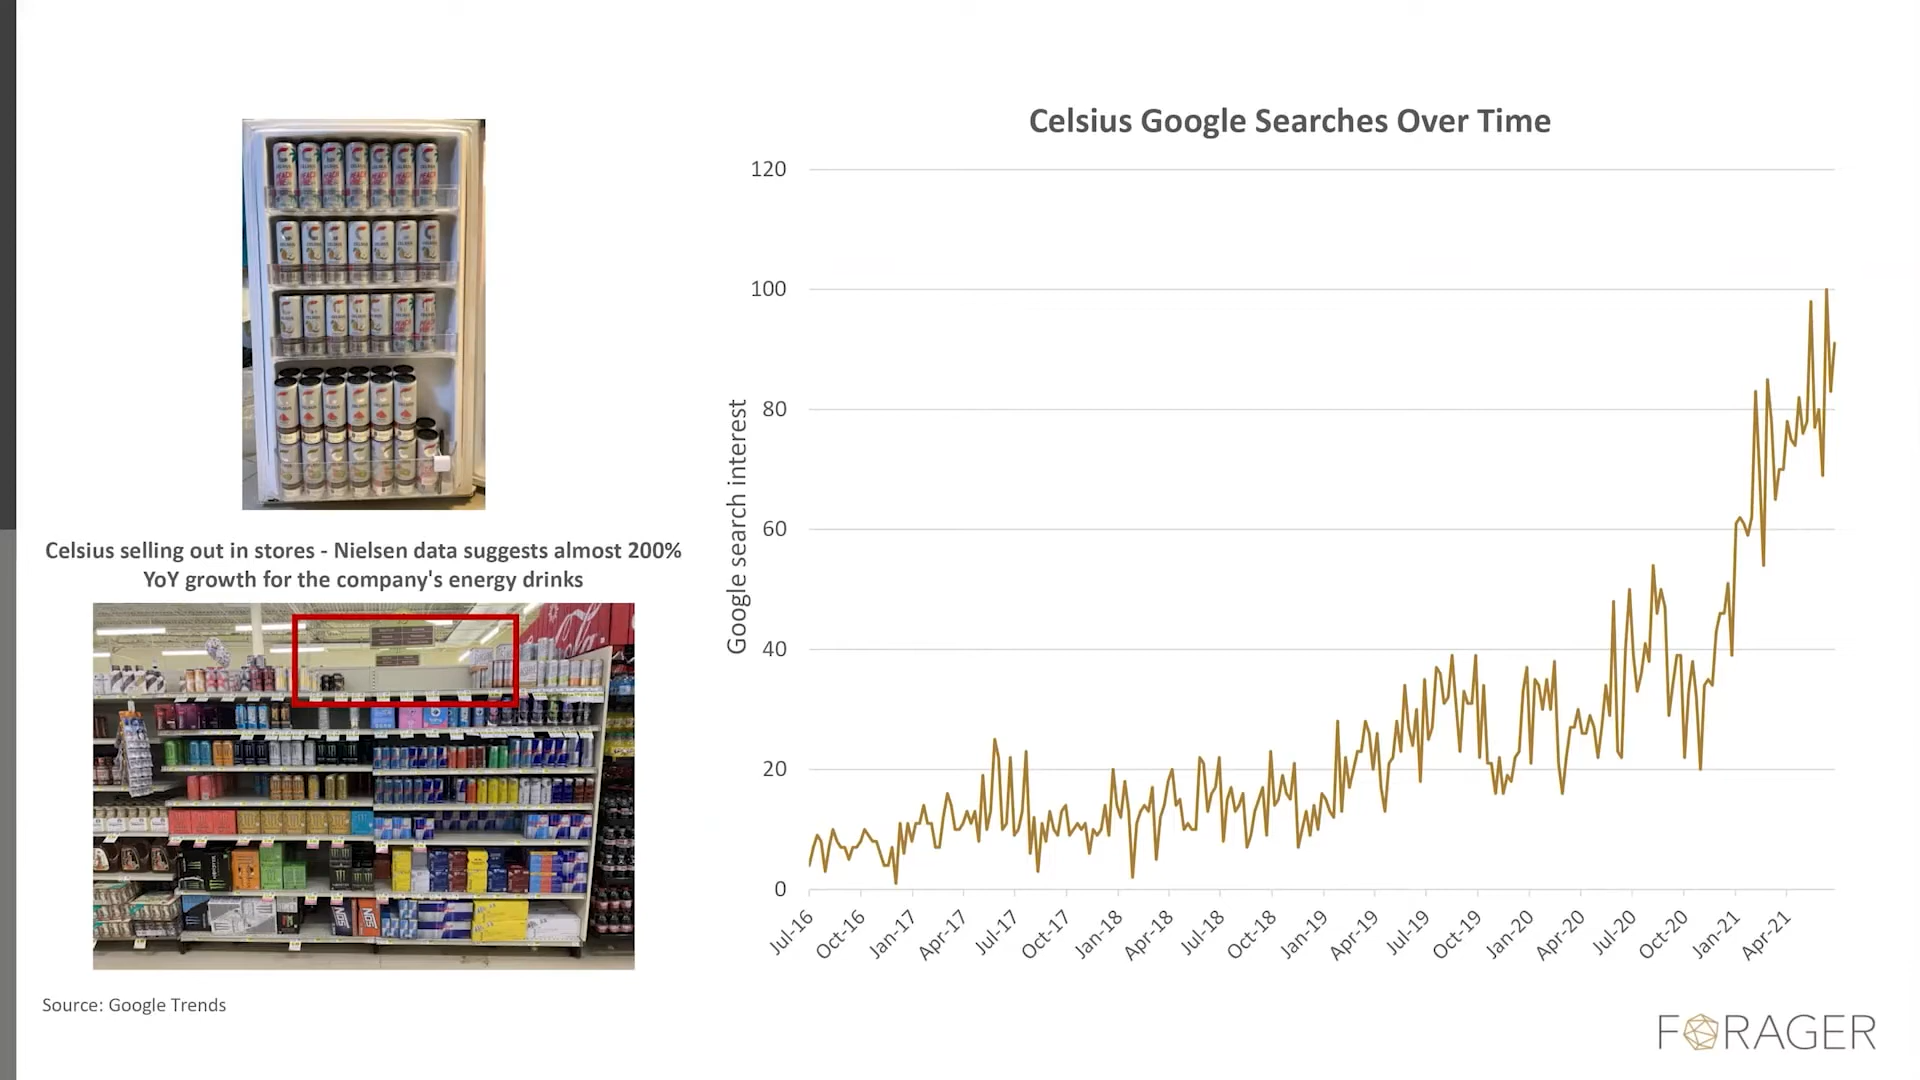 Celsius Google Searches Over Time
Celsius selling out in stores - Nielsen data suggests almost 200%
YoY growth for the company's energy drinks
Google search interest
120
100
80
60
40
20
0
Jul-16
Oct-16
Jan-17
Apr-17
Jul-17
Oct-17
Jan-18
Apr-18
Jul-18
Oct-18
Jan-19
Apr-19
Jul-19
Oct-19
Jan-20
Apr-20
Jul-20
Oct-20
Jan-21
Apr-21
NOS
NOS
Source: Google Trends
FORAGER